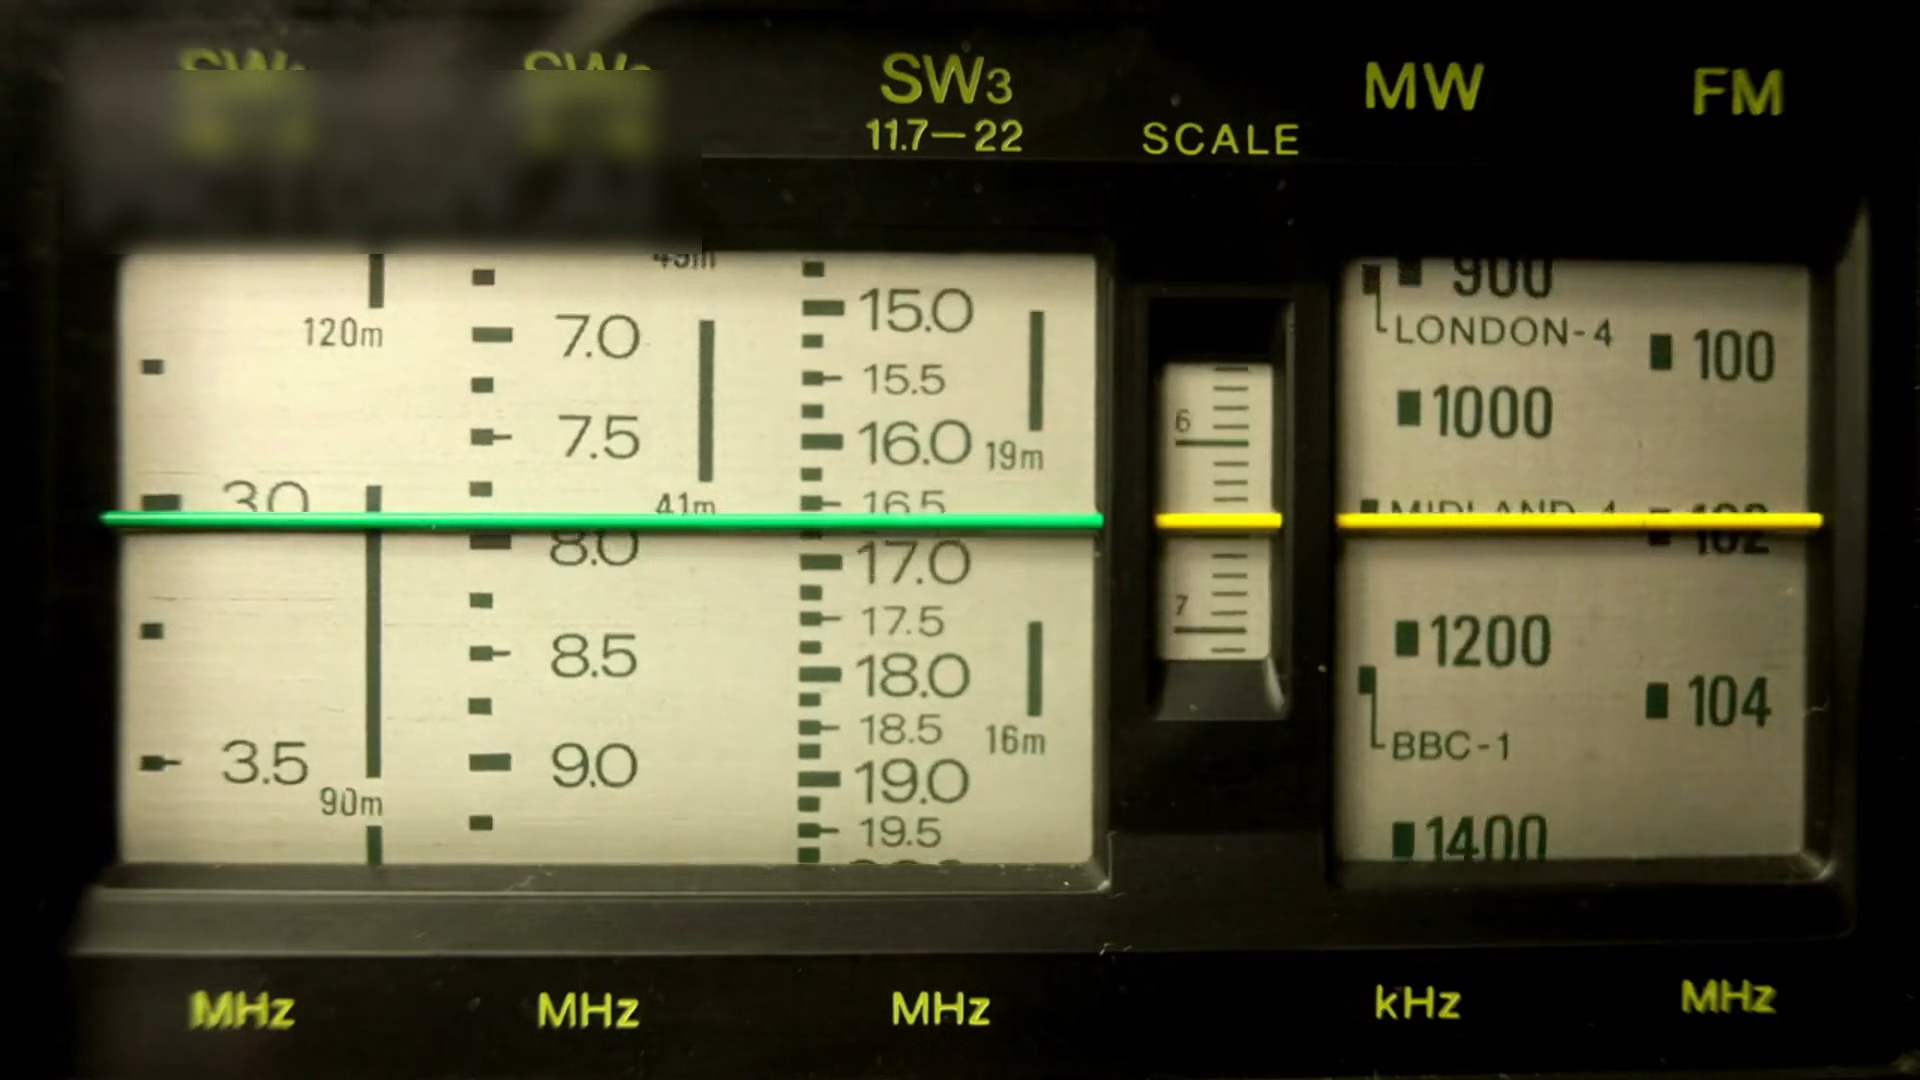 SW3
11.7—22
SCALE
MW
FM
120m
7.0
7.5
41m
3.0
8.0
8.5
3.5
9.0
90m
15.0
15.5
16.0
19m
16.5
17.0
17.5
18.0
18.5
16m
19.0
19.5
6
7
900
LONDON-4
100
1000
MIDLAND-4
102
1200
104
BBC-1
1400
MHz
MHz
MHz
kHz
MHz